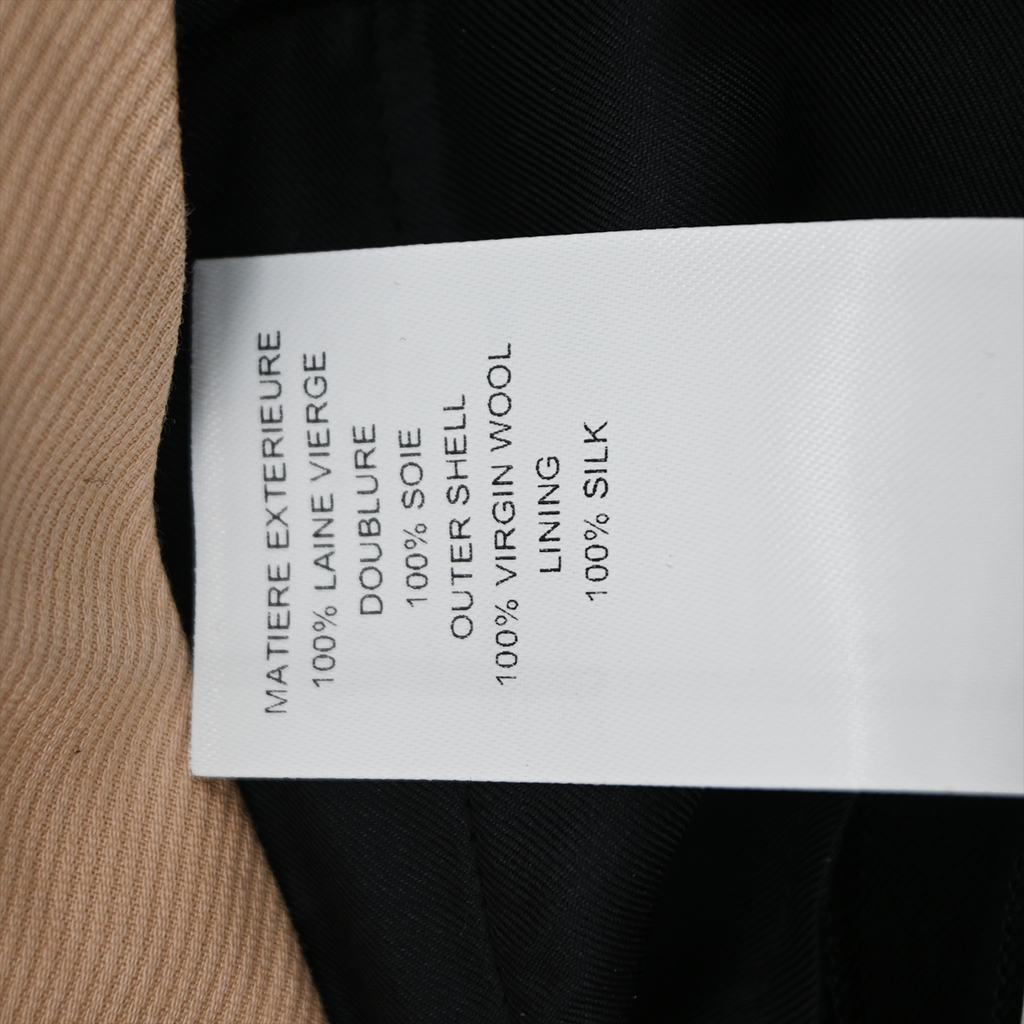 MATIERE EXTERIEURE
100% LAINE VIERGE
DOUBLURE
100% SOIE
OUTER SHELL
100% VIRGIN WOOL
LINING
100% SILK